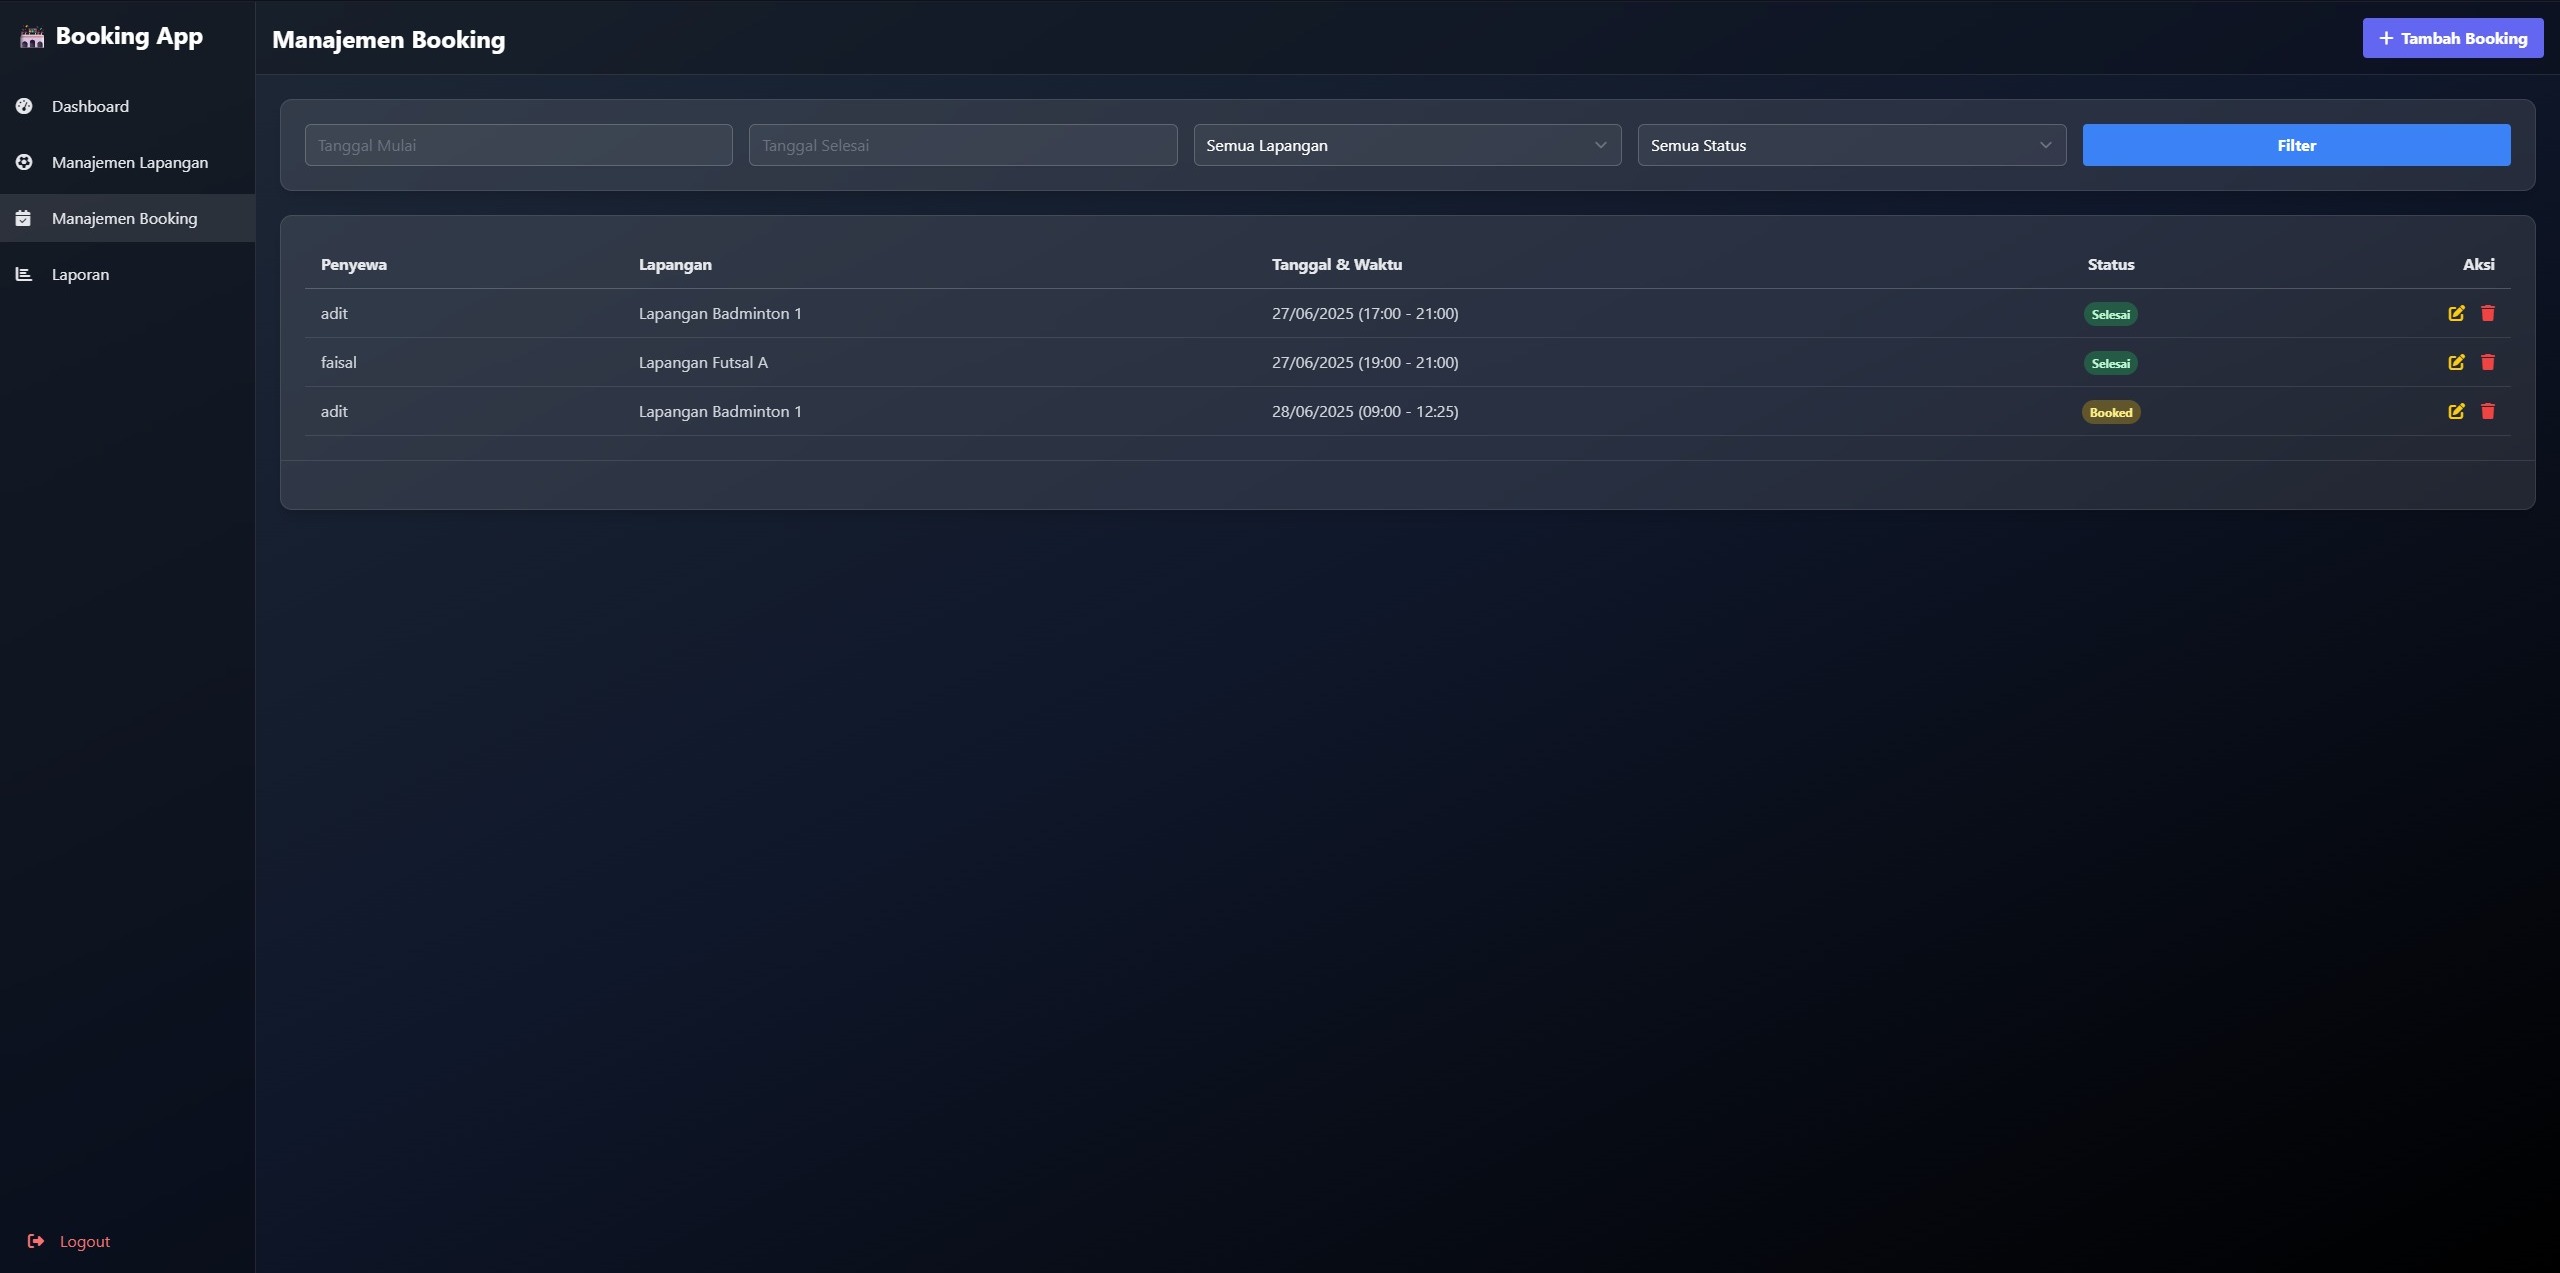 Booking App
Dashboard
Manajemen Lapangan
Manajemen Booking
Laporan
Logout
Manajemen Booking
+ Tambah Booking
Tanggal Mulai Tanggal Selesai Semua Lapangan Semua Status Filter
Penyewa Lapangan Tanggal & Waktu Status Aksi
adit Lapangan Badminton 1 27/06/2025 (17:00 - 21:00) Selesai
faisal Lapangan Futsal A 27/06/2025 (19:00 - 21:00) Selesai
adit Lapangan Badminton 1 28/06/2025 (09:00 - 12:25) Booked